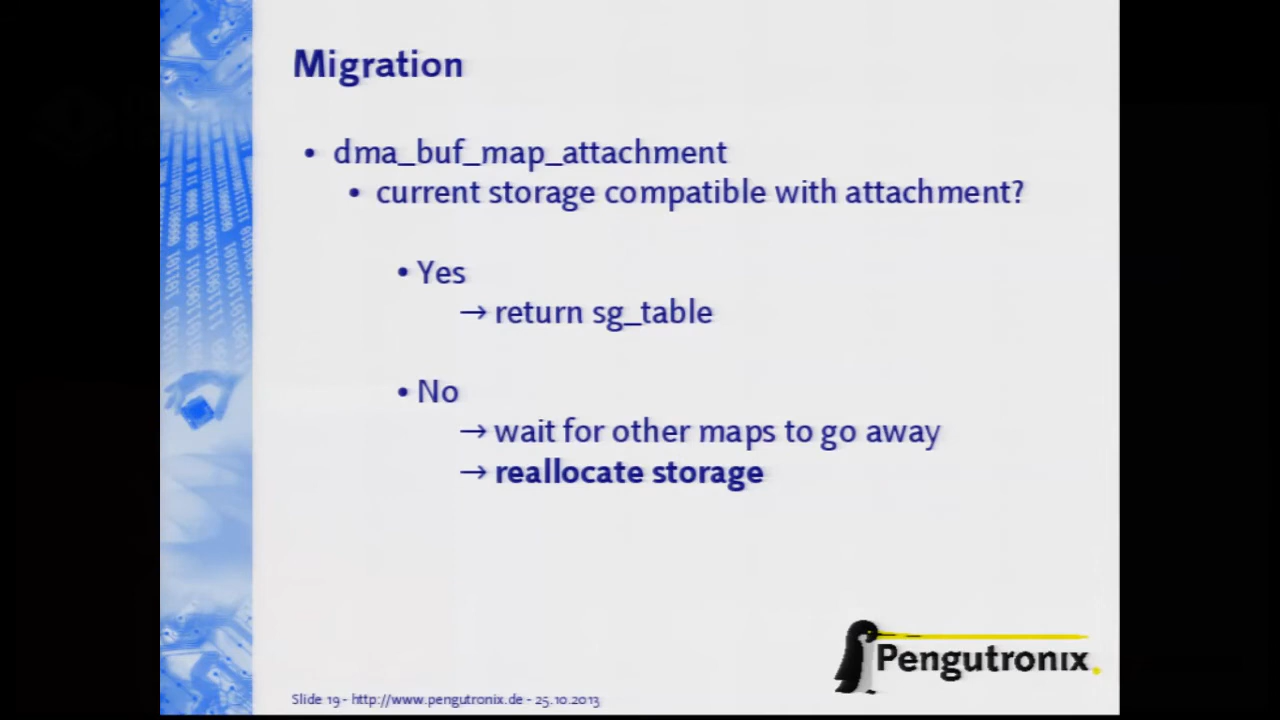 Migration
• dma_buf_map_attachment
• current storage compatible with attachment?
• Yes
→ return sg_table
• No
→ wait for other maps to go away
→ reallocate storage
Pengutronix.
Slide 19 - http://www.pengutronix.de - 25.10.2013